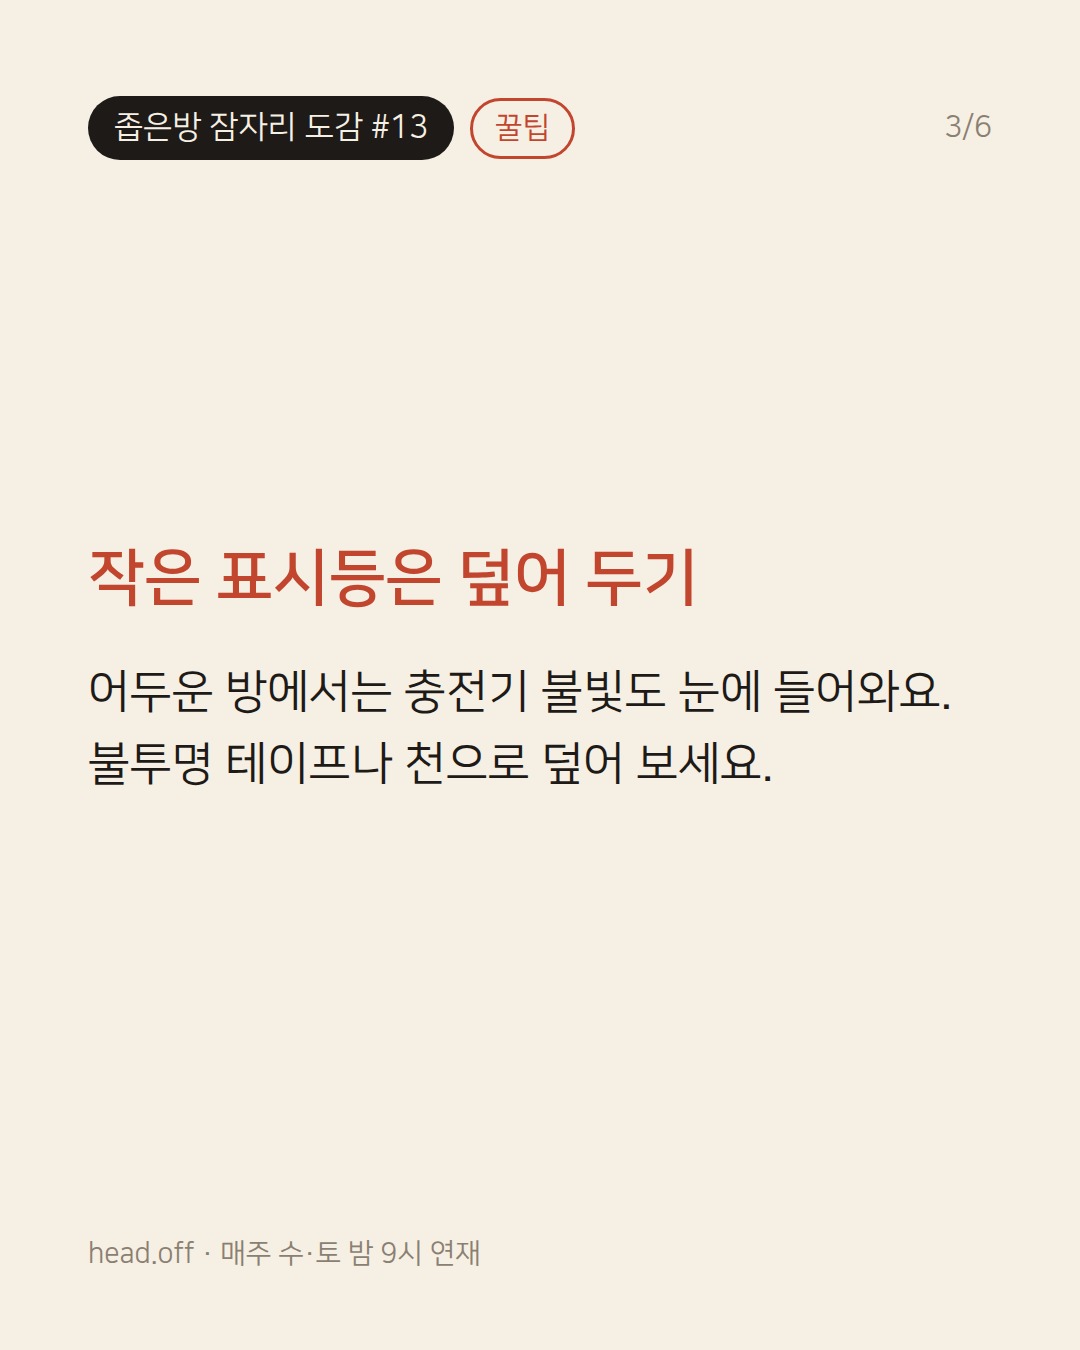 좁은방 잠자리 도감 #13 꿀팁 3/6
작은 표시등은 덮어 두기
어두운 방에서는 충전기 불빛도 눈에 들어와요.
불투명 테이프나 천으로 덮어 보세요.
head.off · 매주 수·토 밤 9시 연재